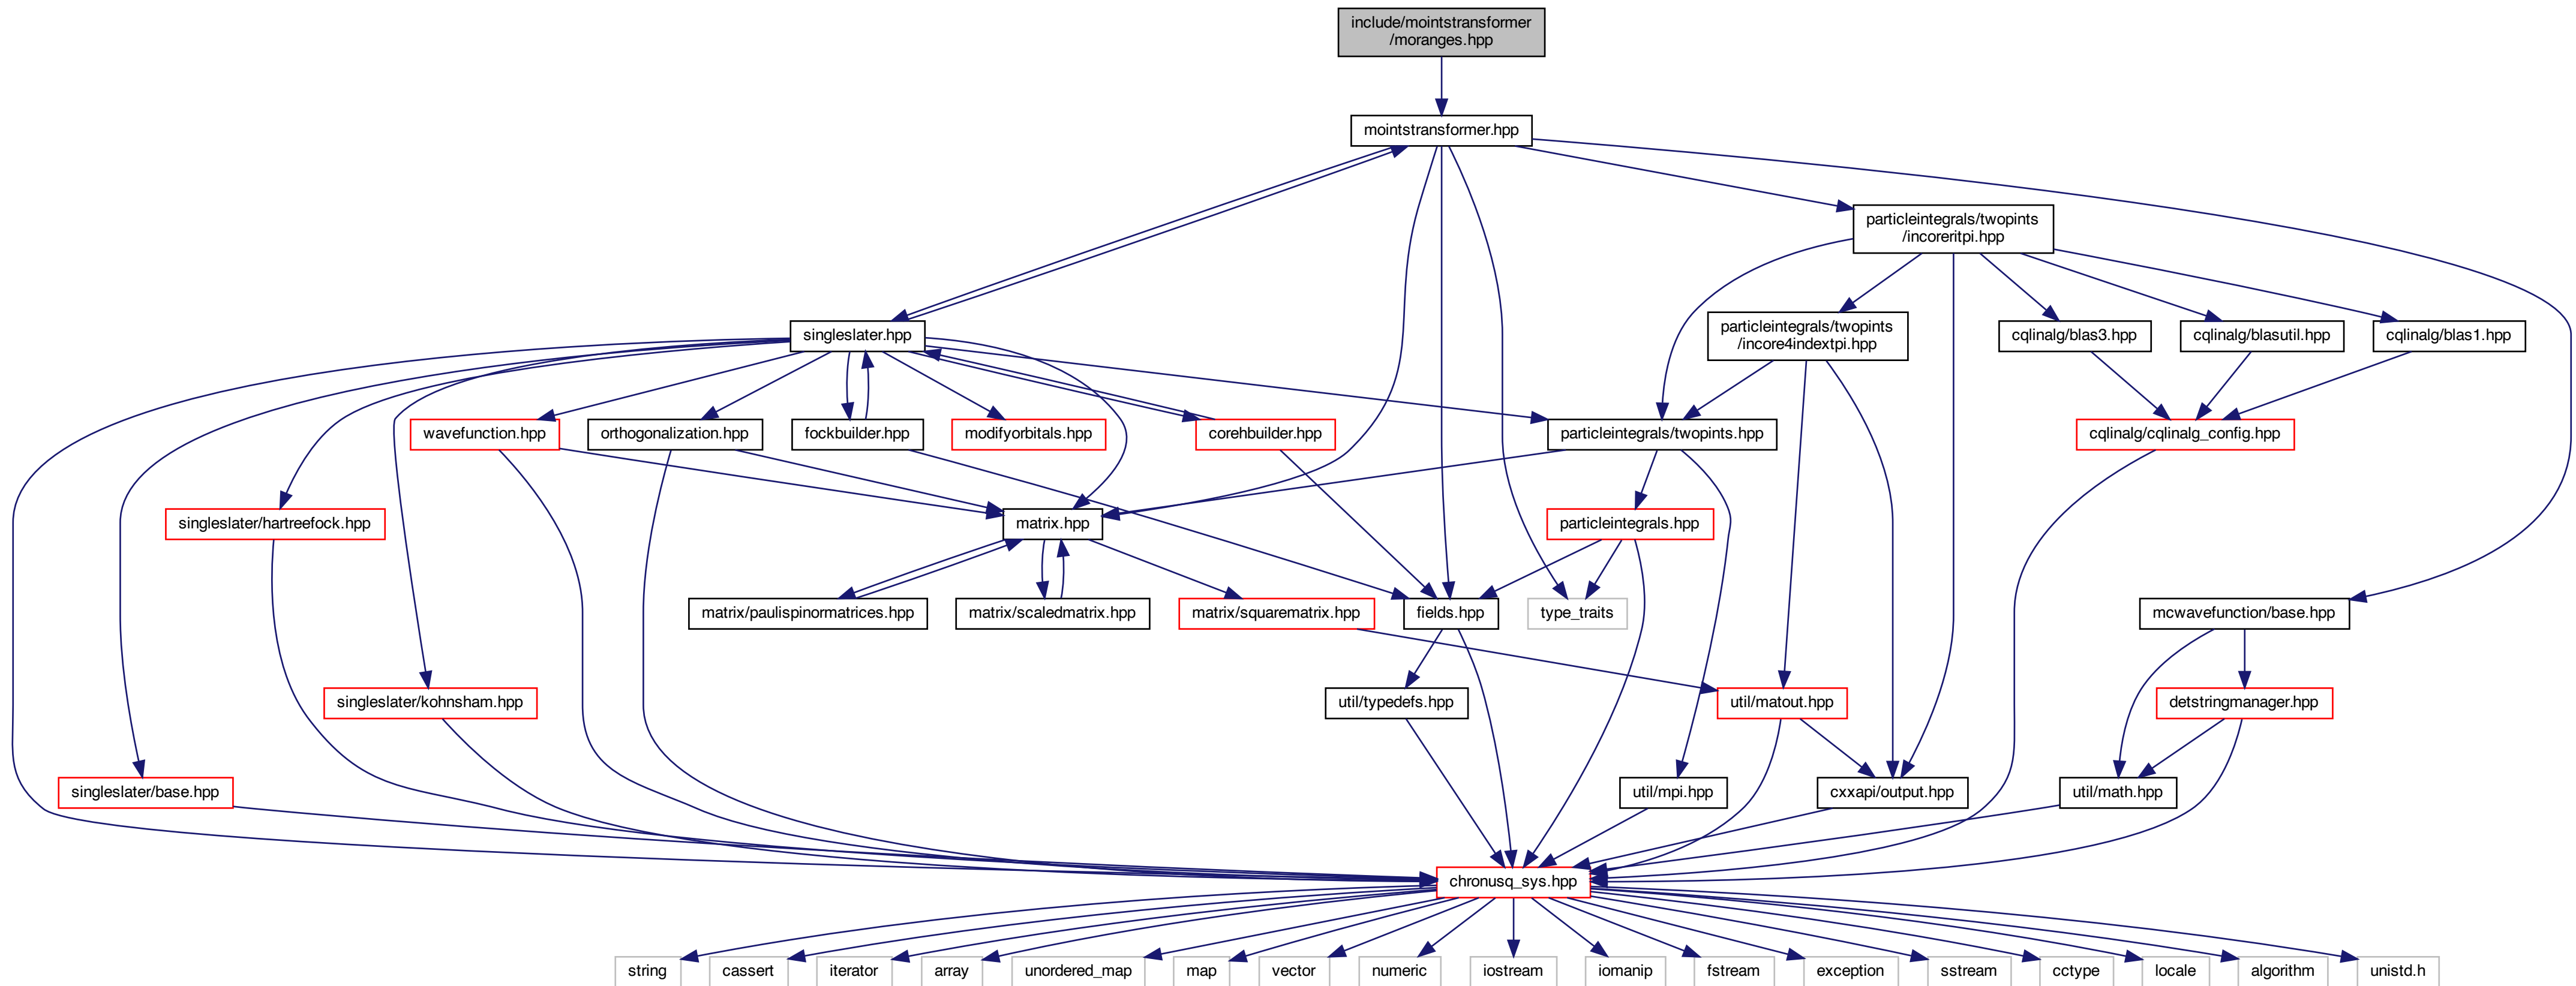 include/mointstransformer
/moranges.hpp
mointstransformer.hpp
particleintegrals/twopints
/incoreritpi.hpp
singleslater.hpp
particleintegrals/twopints
/incore4indextpi.hpp
cqlinalg/blas3.hpp
cqlinalg/blasutil.hpp
cqlinalg/blas1.hpp
wavefunction.hpp
orthogonalization.hpp
fockbuilder.hpp
modifyorbitals.hpp
corehbuilder.hpp
particleintegrals/twopints.hpp
cqlinalg/cqlinalg_config.hpp
singleslater/hartreefock.hpp
matrix.hpp
particleintegrals.hpp
matrix/paulispinormatrices.hpp
matrix/scaledmatrix.hpp
matrix/squarematrix.hpp
fields.hpp
type_traits
mcwavefunction/base.hpp
singleslater/kohnsham.hpp
util/typedefs.hpp
util/matout.hpp
detstringmanager.hpp
singleslater/base.hpp
util/mpi.hpp
cxxapi/output.hpp
util/math.hpp
chronusq_sys.hpp
string
cassert
iterator
array
unordered_map
map
vector
numeric
iostream
iomanip
fstream
exception
sstream
cctype
locale
algorithm
unistd.h